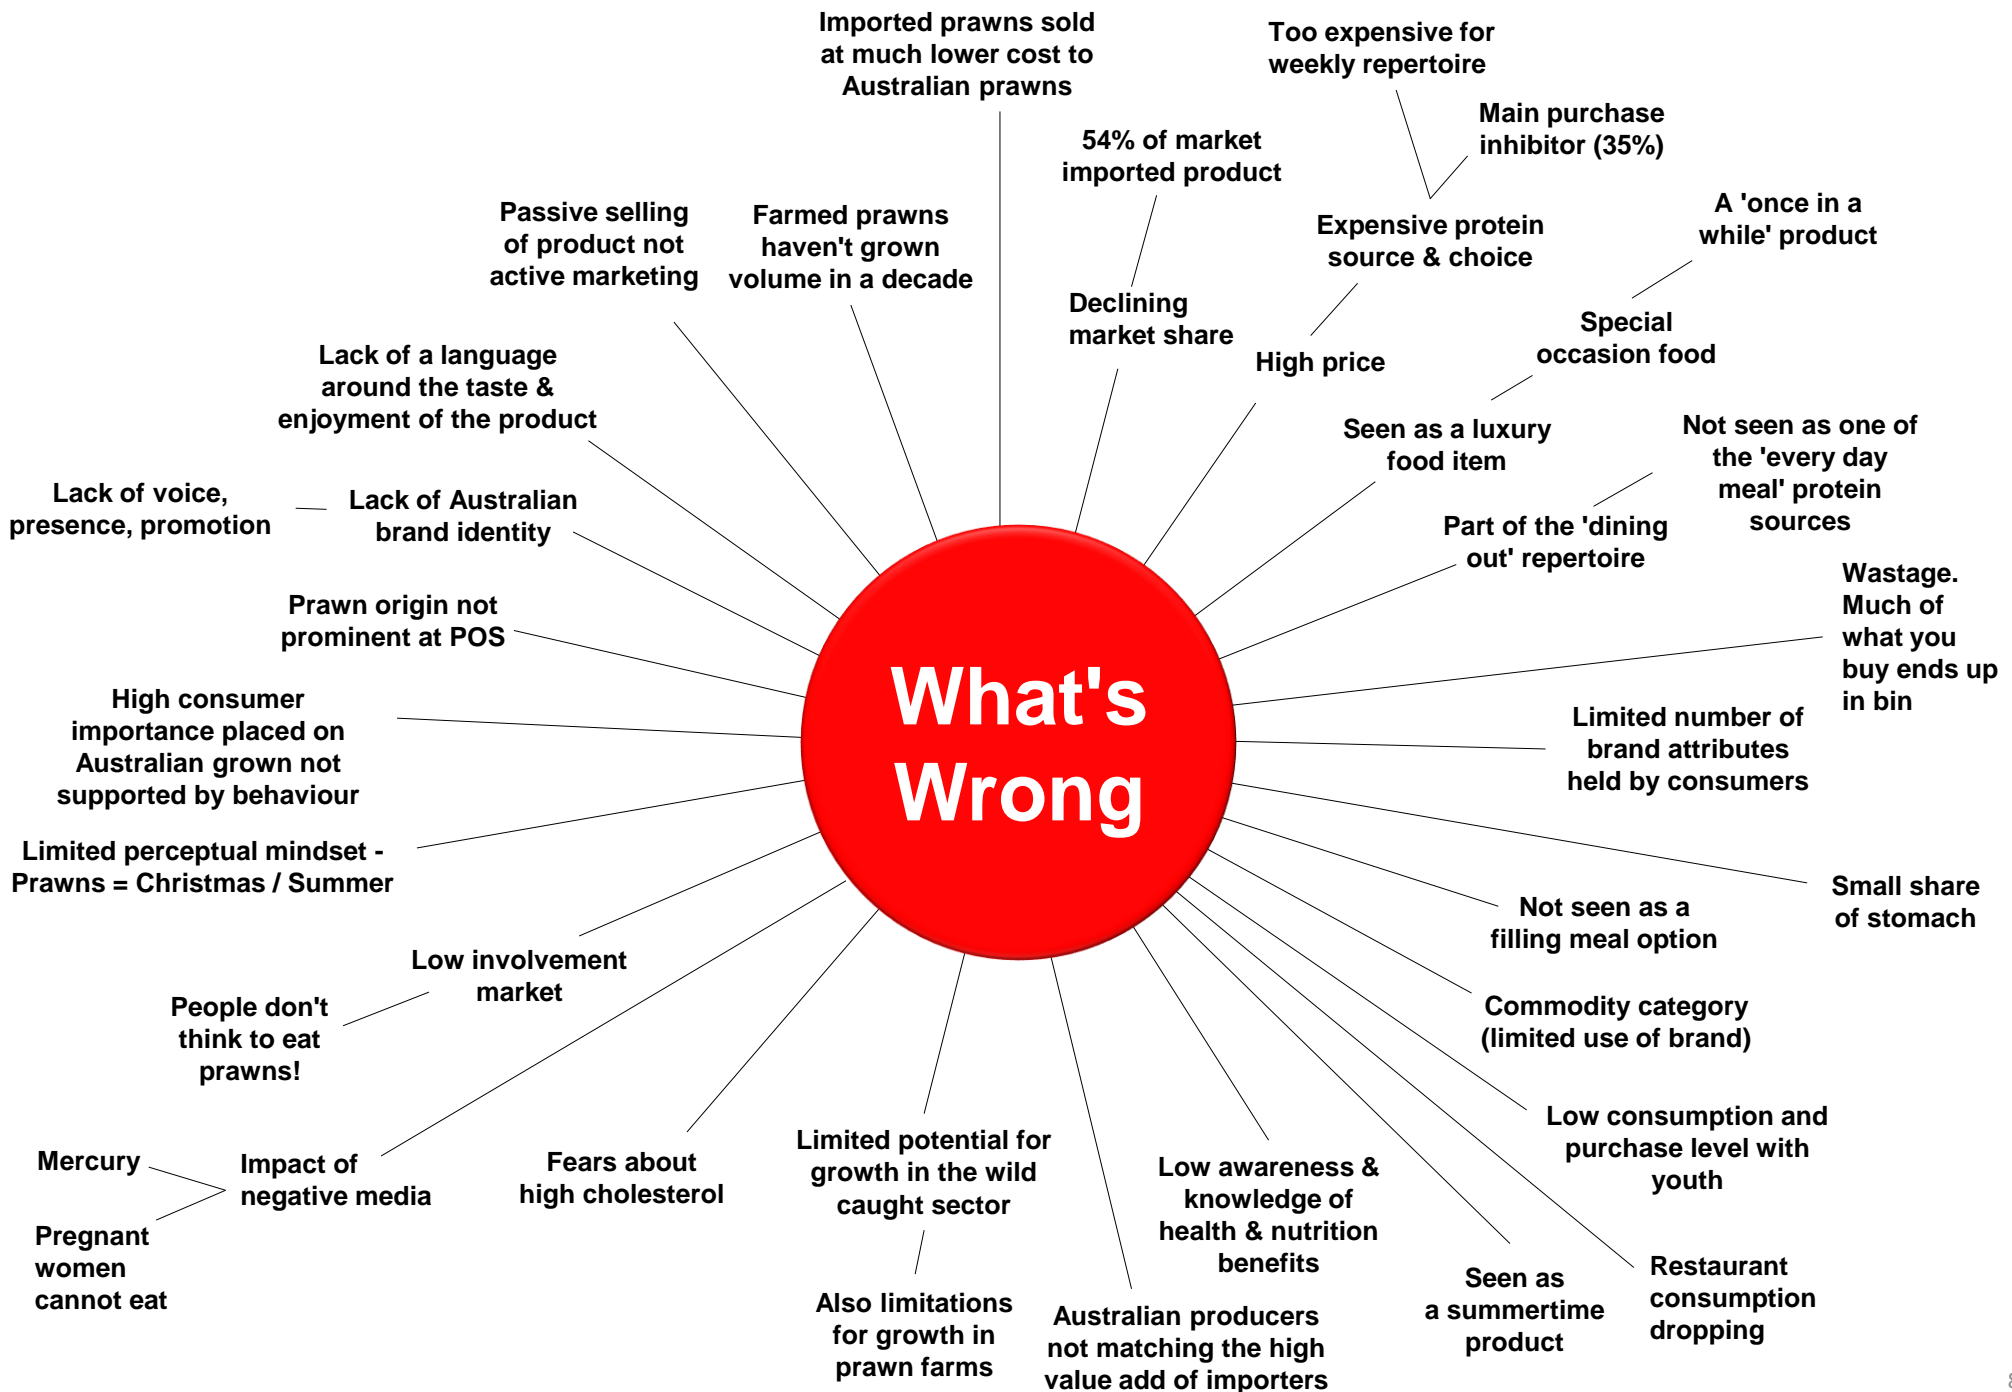 Imported prawns sold
at much lower cost to
Australian prawns
Too expensive for
weekly repertoire
Main purchase
inhibitor (35%)
54% of market
imported product
Expensive protein
source & choice
A 'once in a
while' product
Passive selling
of product not
active marketing
Farmed prawns
haven't grown
volume in a decade
Declining
market share
High price
Special
occasion food
Lack of a language
around the taste &
enjoyment of the product
Seen as a luxury
food item
Not seen as one of
the 'every day
meal' protein
sources
Lack of voice,
presence, promotion
Lack of Australian
brand identity
Part of the 'dining
out' repertoire
Prawn origin not
prominent at POS
Wastage.
Much of
what you
buy ends up
in bin
What's
Wrong
High consumer
importance placed on
Australian grown not
supported by behaviour
Limited number of
brand attributes
held by consumers
Limited perceptual mindset -
Prawns = Christmas / Summer
Small share
of stomach
Not seen as a
filling meal option
Low involvement
market
People don't
think to eat
prawns!
Commodity category
(limited use of brand)
Low consumption and
purchase level with
youth
Mercury
Impact of
negative media
Pregnant
women
cannot eat
Fears about
high cholesterol
Limited potential for
growth in the wild
caught sector
Also limitations
for growth in
prawn farms
Low awareness &
knowledge of
health & nutrition
benefits
Australian producers
not matching the high
value add of importers
Seen as
a summertime
product
Restaurant
consumption
dropping